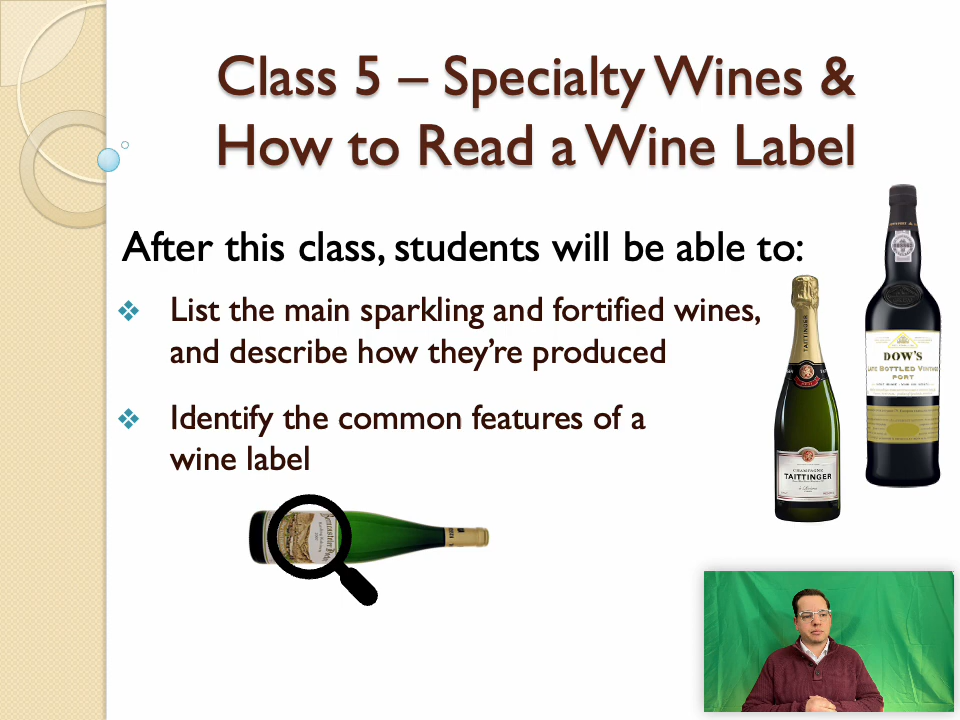 Class 5 – Specialty Wines &
How to Read a Wine Label
After this class, students will be able to:
List the main sparkling and fortified wines,
and describe how they're produced
Identify the common features of a
wine label
TAITTINGER
CHAMPAGNE
TAITTINGER
DOW'S
LATE BOTTLED VINTAGE
PORT